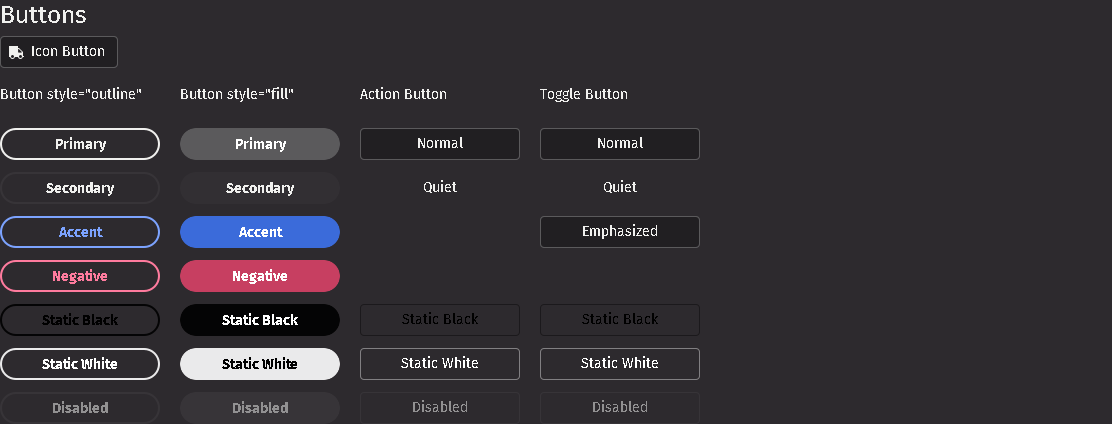 Buttons
Icon Button
Button style="outline" Button style="fill" Action Button Toggle Button
Primary Primary Normal Normal
Secondary Secondary Quiet Quiet
Accent Accent Emphasized
Negative Negative
Static Black Static Black Static Black Static Black
Static White Static White Static White Static White
Disabled Disabled Disabled Disabled